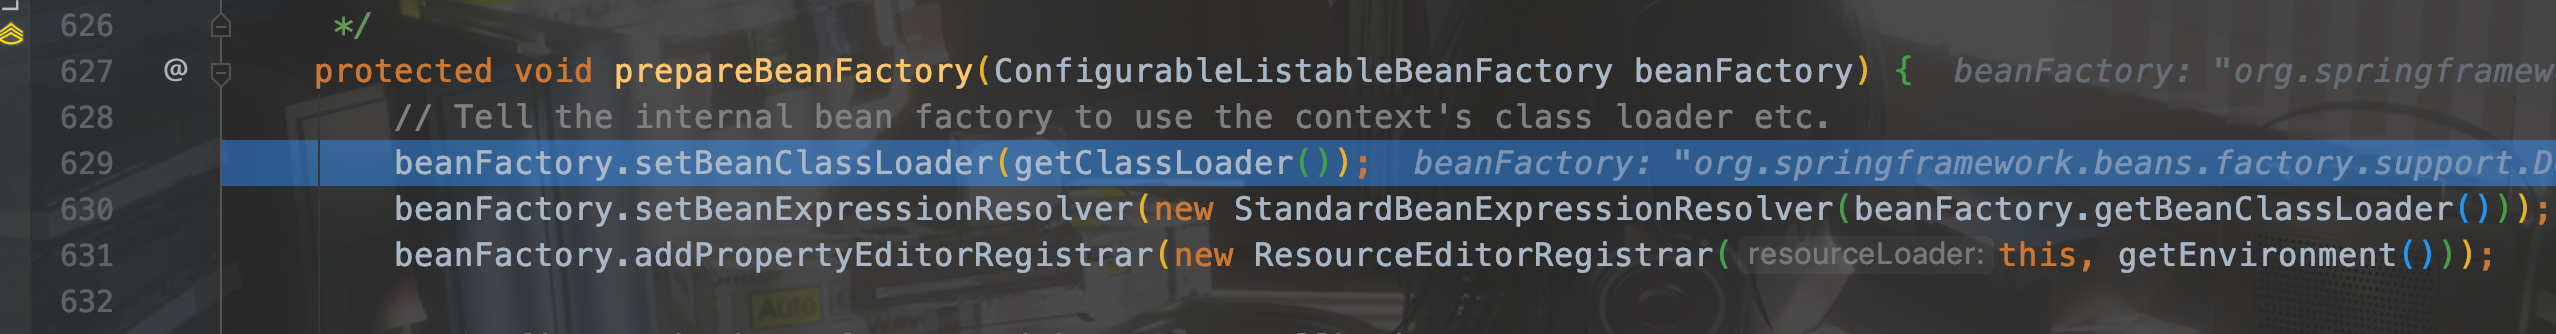 626 */
627 @ protected void prepareBeanFactory(ConfigurableListableBeanFactory beanFactory) { beanFactory: "org.springframew
628 // Tell the internal bean factory to use the context's class loader etc.
629 beanFactory.setBeanClassLoader(getClassLoader()); beanFactory: "org.springframework.beans.factory.support.De
630 beanFactory.setBeanExpressionResolver(new StandardBeanExpressionResolver(beanFactory.getBeanClassLoader()));
631 beanFactory.addPropertyEditorRegistrar(new ResourceEditorRegistrar( resourceLoader: this, getEnvironment()));
632
Auto